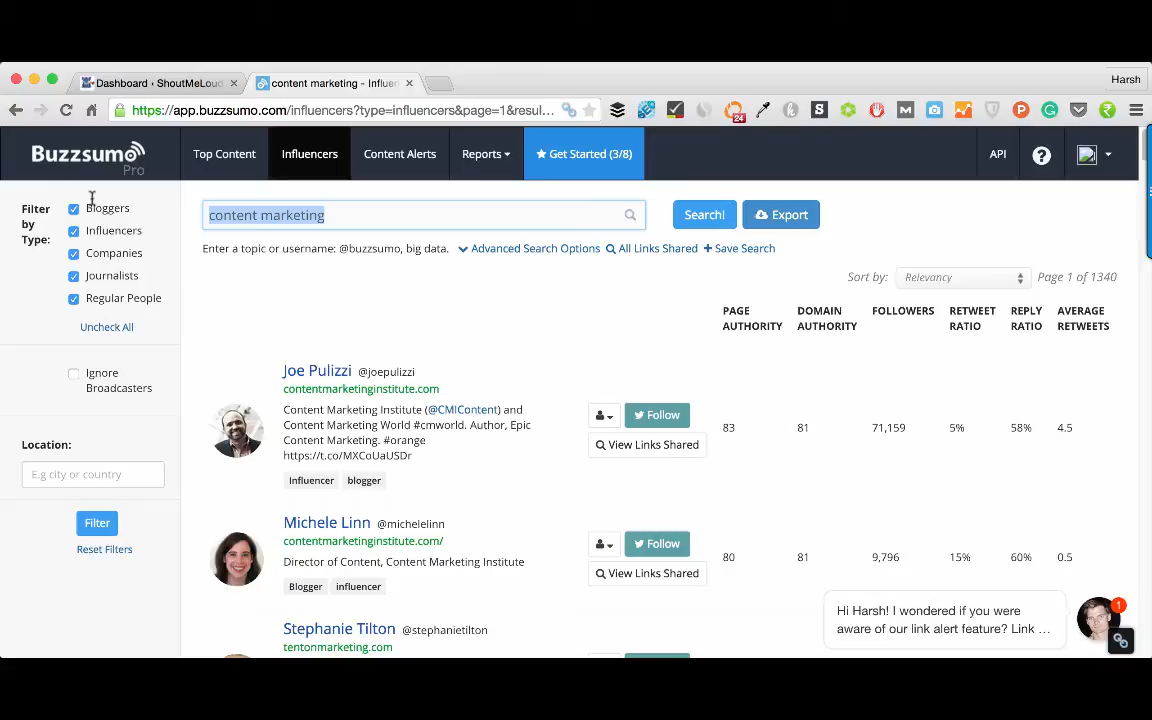 Dashboard ‹ ShoutMeLoud
content marketing - Influen
Harsh
https://app.buzzsumo.com/influencers?type=influencers&page=1&resul...
24
Buzzsumo
Pro
Top Content
Influencers
Content Alerts
Reports
Get Started (3/8)
API
Filter
by
Type:
Bloggers
Influencers
Companies
Journalists
Regular People
Uncheck All
Ignore
Broadcasters
Location:
E.g city or country
Filter
Reset Filters
content marketing
Search!
Export
Enter a topic or username: @buzzsumo, big data.
Advanced Search Options
All Links Shared
+ Save Search
Sort by:
Relevancy
Page 1 of 1340
PAGE
AUTHORITY
DOMAIN
AUTHORITY
FOLLOWERS
RETWEET
RATIO
REPLY
RATIO
AVERAGE
RETWEETS
Joe Pulizzi @joepulizzi
contentmarketinginstitute.com
Content Marketing Institute (@CMIContent) and
Content Marketing World #cmworld. Author, Epic
Content Marketing. #orange
https://t.co/MXCoUaUSDr
Influencer
blogger
Follow
View Links Shared
83
81
71,159
5%
58%
4.5
Michele Linn @michelelinn
contentmarketinginstitute.com/
Director of Content, Content Marketing Institute
Blogger
influencer
Follow
View Links Shared
80
81
9,796
15%
60%
0.5
Stephanie Tilton @stephanietilton
tentonmarketing.com
Hi Harsh! I wondered if you were
aware of our link alert feature? Link ...
1